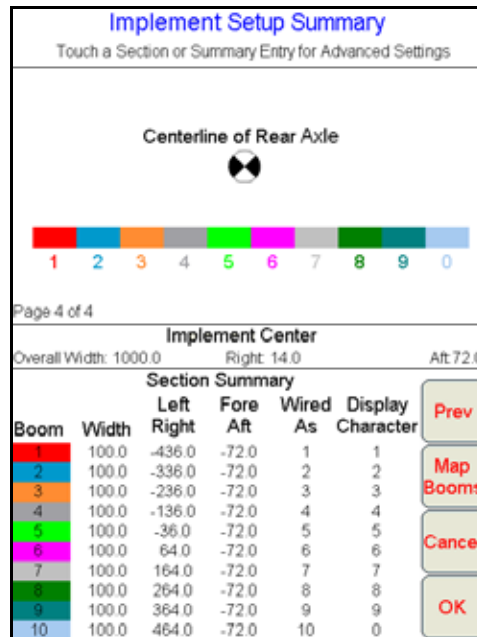 Implement Setup Summary
Touch a Section or Summary Entry for Advanced Settings
Centerline of Rear Axle
1 2 3 4 5 6 7 8 9 0
Page 4 of 4
Implement Center
Overall Width: 1000.0 Right: 14.0 Aft:72.0
Section Summary
Boom Width Left Right Fore Aft Wired As Display Character
1 100.0 -436.0 -72.0 1 1
2 100.0 -336.0 -72.0 2 2
3 100.0 -236.0 -72.0 3 3
4 100.0 -136.0 -72.0 4 4
5 100.0 -36.0 -72.0 5 5
6 100.0 64.0 -72.0 6 6
7 100.0 164.0 -72.0 7 7
8 100.0 264.0 -72.0 8 8
9 100.0 364.0 -72.0 9 9
10 100.0 464.0 -72.0 10 0
Prev
Map
Booms
Cancel
OK